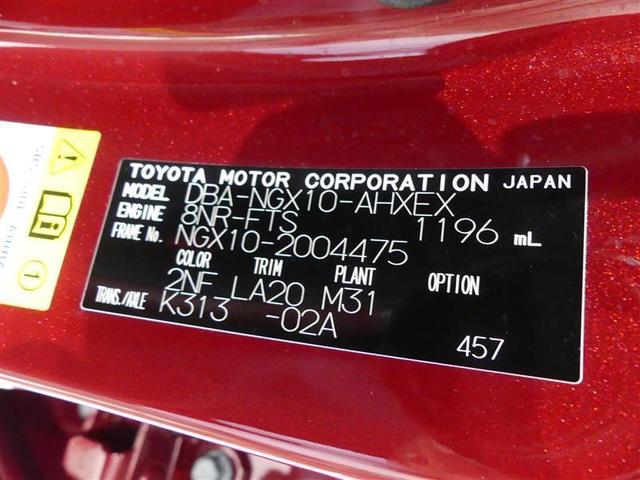 TOYOTA MOTOR CORPORATION JAPAN
MODEL DBA-NGX10-AHXEX
ENGINE 8NR-FTS 1196 mL
FRAME No. NGX10-2004475
COLOR TRIM PLANT OPTION
2NF LA20 M31
TRANS./AXLE K313 -02A
457
1